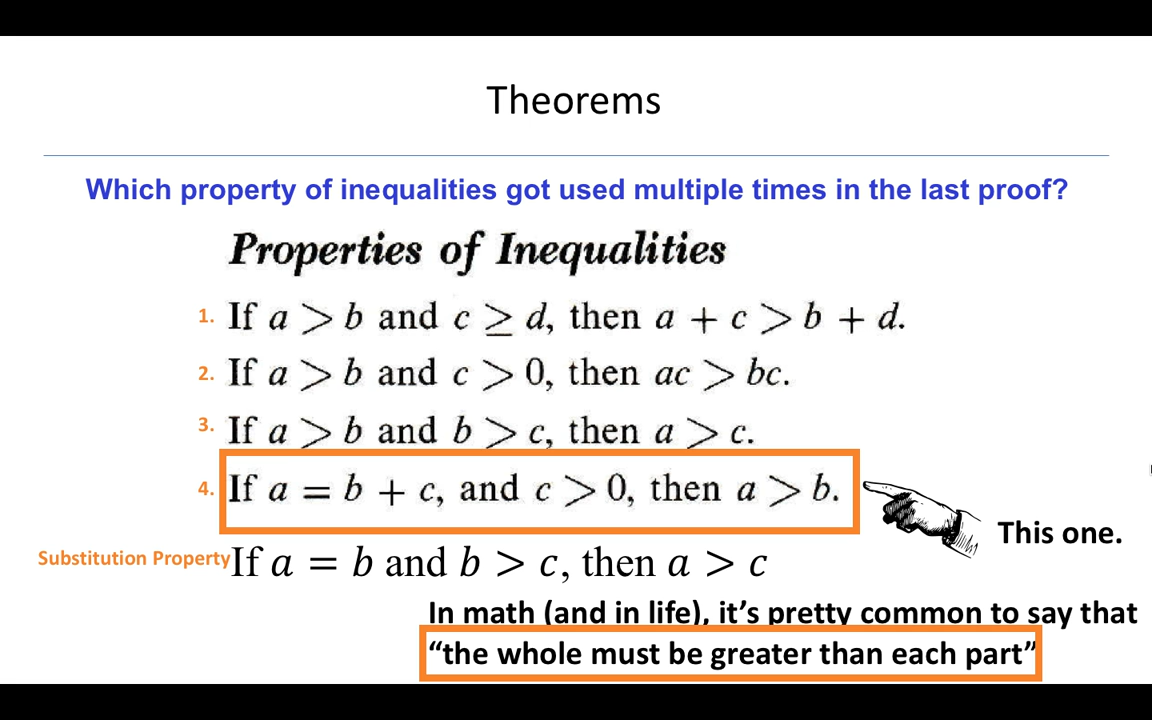 Theorems
Which property of inequalities got used multiple times in the last proof?
Properties of Inequalities
1. If a > b and c ≥ d, then a + c > b + d.
2. If a > b and c > 0, then ac > bc.
3. If a > b and b > c, then a > c.
4. If a = b + c, and c > 0, then a > b.
This one.
Substitution Property If a = b and b > c, then a > c
In math (and in life), it’s pretty common to say that
“the whole must be greater than each part”